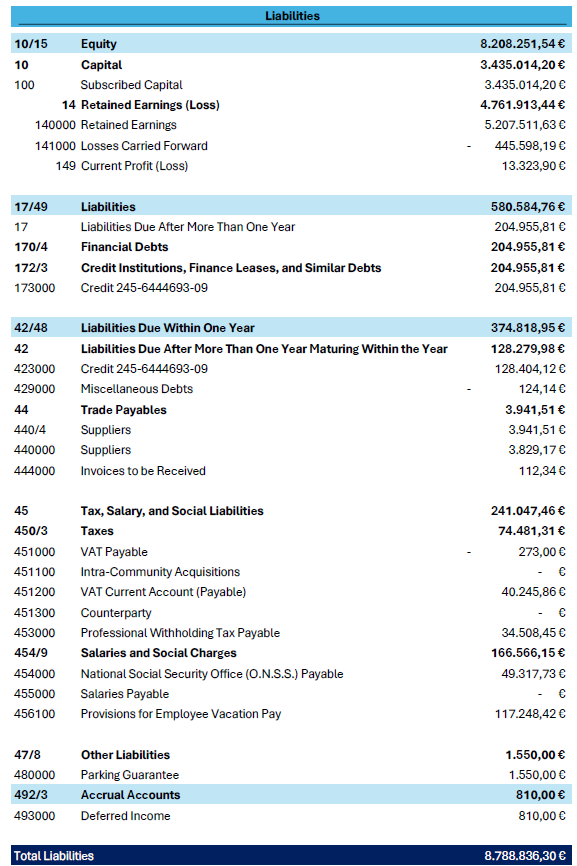 Liabilities
10/15 Equity 8.208.251,54 €
10 Capital 3.435.014,20 €
100 Subscribed Capital 3.435.014,20 €
14 Retained Earnings (Loss) 4.761.913,44 €
140000 Retained Earnings 5.207.511,63 €
141000 Losses Carried Forward - 445.598,19 €
149 Current Profit (Loss) 13.323,90 €
17/49 Liabilities 580.584,76 €
17 Liabilities Due After More Than One Year 204.955,81 €
170/4 Financial Debts 204.955,81 €
172/3 Credit Institutions, Finance Leases, and Similar Debts 204.955,81 €
173000 Credit 245-6444693-09 204.955,81 €
42/48 Liabilities Due Within One Year 374.818,95 €
42 Liabilities Due After More Than One Year Maturing Within the Year 128.279,98 €
423000 Credit 245-6444693-09 128.404,12 €
429000 Miscellaneous Debts - 124,14 €
44 Trade Payables 3.941,51 €
440/4 Suppliers 3.941,51 €
440000 Suppliers 3.829,17 €
444000 Invoices to be Received 112,34 €
45 Tax, Salary, and Social Liabilities 241.047,46 €
450/3 Taxes 74.481,31 €
451000 VAT Payable - 273,00 €
451100 Intra-Community Acquisitions - €
451200 VAT Current Account (Payable) 40.245,86 €
451300 Counterparty - €
453000 Professional Withholding Tax Payable 34.508,45 €
454/9 Salaries and Social Charges 166.566,15 €
454000 National Social Security Office (O.N.S.S.) Payable 49.317,73 €
455000 Salaries Payable - €
456100 Provisions for Employee Vacation Pay 117.248,42 €
47/8 Other Liabilities 1.550,00 €
480000 Parking Guarantee 1.550,00 €
492/3 Accrual Accounts 810,00 €
493000 Deferred Income 810,00 €
Total Liabilities 8.788.836,30 €